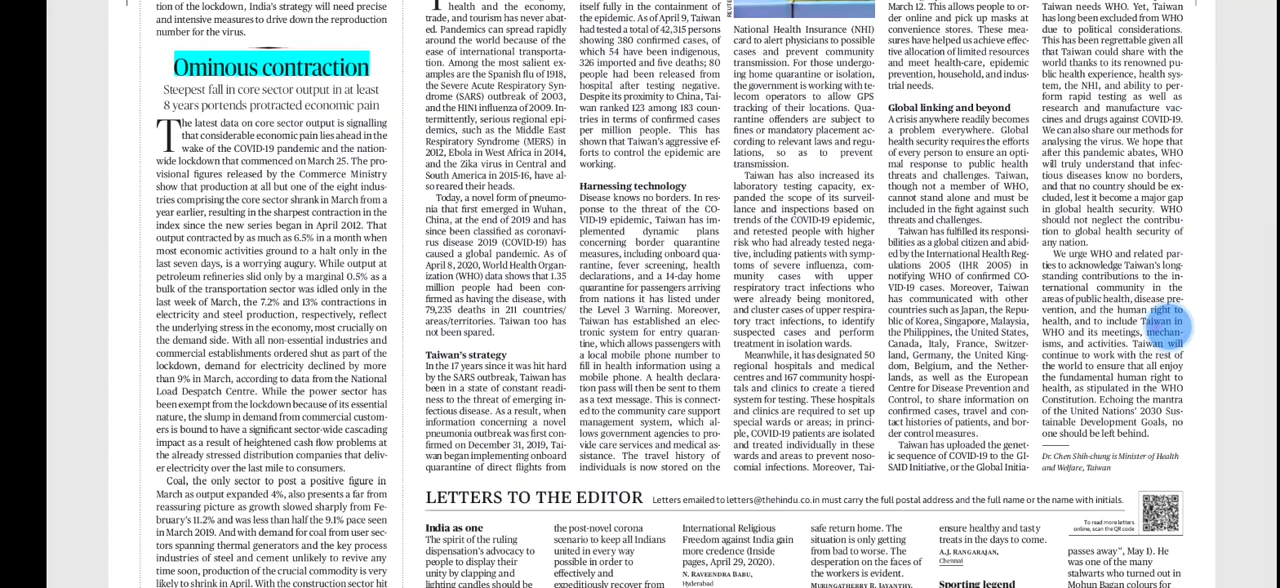 tion of the lockdown, India's strategy will need precise
and intensive measures to drive down the reproduction
number for the virus.
Ominous contraction
Steepest fall in core sector output in at least
8 years portends protracted economic pain
The latest data on core sector output is signalling
that considerable economic pain lies ahead in the
wake of the COVID-19 pandemic and the nation-
wide lockdown that commenced on March 25. The pro-
visional figures released by the Commerce Ministry
show that production at all but one of the eight indus-
tries comprising the core sector shrank in March from a
year earlier, resulting in the sharpest contraction in the
index since the new series began in April 2012. That
output contracted by as much as 6.5% in a month when
most economic activities ground to a halt only in the
last seven days, is a worrying augury. While output at
petroleum refineries slid only by a marginal 0.5% as a
bulk of the transportation sector was idled only in the
last week of March, the 7.2% and 13% contractions in
electricity and steel production, respectively, reflect
the underlying stress in the economy, most crucially on
the demand side. With all non-essential industries and
commercial establishments ordered shut as part of the
lockdown, demand for electricity declined by more
than 9% in March, according to data from the National
Load Despatch Centre. While the power sector has
been exempt from the lockdown because of its essential
nature, the slump in demand from commercial custom-
ers is bound to have a significant sector-wide cascading
impact as a result of heightened cash flow problems at
the already stressed distribution companies that deliv-
er electricity over the last mile to consumers.
Coal, the only sector to post a positive figure in
March as output expanded 4%, also presents a far from
reassuring picture as growth slowed sharply from Fe-
bruary's 11.2% and was less than half the 9.1% pace seen
in March 2019. And with demand for coal from user sec-
tors spanning thermal generators and the key process
industries of steel and cement unlikely to revive any
time soon, production of the crucial commodity is very
likely to shrink in April. With the construction sector hit
health and the economy,
trade, and tourism has never abat-
ed. Pandemics can spread rapidly
around the world because of the
ease of international transporta-
tion. Among the most salient ex-
amples are the Spanish flu of 1918,
the Severe Acute Respiratory Syn-
drome (SARS) outbreak of 2003,
and the H1N1 influenza of 2009. In-
termittently, serious regional epi-
demics, such as the Middle East
Respiratory Syndrome (MERS) in
2012, Ebola in West Africa in 2014,
and the Zika virus in Central and
South America in 2015-16, have al-
so reared their heads.
Today, a novel form of pneumo-
nia that first emerged in Wuhan,
China, at the end of 2019 and has
since been classified as coronavi-
rus disease 2019 (COVID-19) has
caused a global pandemic. As of
April 8, 2020, World Health Organ-
ization (WHO) data shows that 1.35
million people had been con-
firmed as having the disease, with
79,235 deaths in 211 countries/
areas/territories. Taiwan too has
not been spared.
Taiwan's strategy
In the 17 years since it was hit hard
by the SARS outbreak, Taiwan has
been in a state of constant readi-
ness to the threat of emerging in-
fectious disease. As a result, when
information concerning a novel
pneumonia outbreak was first con-
firmed on December 31, 2019, Tai-
wan began implementing onboard
quarantine of direct flights from
itself fully in the containment of
the epidemic. As of April 9, Taiwan
had tested a total of 42,315 persons
showing 380 confirmed cases, of
which 54 have been indigenous,
326 imported and five deaths; 80
people had been released from
hospital after testing negative.
Despite its proximity to China, Tai-
wan ranked 123 among 183 coun-
tries in terms of confirmed cases
per million people. This has
shown that Taiwan's aggressive ef-
forts to control the epidemic are
working.
Harnessing technology
Disease knows no borders. In res-
ponse to the threat of the CO-
VID-19 epidemic, Taiwan has im-
plemented dynamic plans
concerning border quarantine
measures, including onboard qua-
rantine, fever screening, health
declarations, and a 14-day home
quarantine for passengers arriving
from nations it has listed under
the Level 3 Warning. Moreover,
Taiwan has established an elec-
tronic system for entry quaran-
tine, which allows passengers with
a local mobile phone number to
fill in health information using a
mobile phone. A health declara-
tion pass will then be sent to them
as a text message. This is connect-
ed to the community care support
management system, which al-
lows government agencies to pro-
vide care services and medical as-
sistance. The travel history of
individuals is now stored on the
National Health Insurance (NHI)
card to alert physicians to possible
cases and prevent community
transmission. For those undergo-
ing home quarantine or isolation,
the government is working with te-
lecom operators to allow GPS
tracking of their locations. Quar-
antine offenders are subject to
fines or mandatory placement ac-
cording to relevant laws and regu-
lations, so as to prevent
transmission.
Taiwan has also increased its
laboratory testing capacity, ex-
panded the scope of its surveil-
lance and inspections based on
trends of the COVID-19 epidemic,
and retested people with higher
risk who had already tested nega-
tive, including patients with symp-
toms of severe influenza, com-
munity cases with upper
respiratory tract infections who
were already being monitored,
and cluster cases of upper respira-
tory tract infections, to identify
suspected cases and perform
treatment in isolation wards.
Meanwhile, it has designated 50
regional hospitals and medical
centres and 167 community hospi-
tals and clinics to create a tiered
system for testing. These hospitals
and clinics are required to set up
special wards or areas; in princi-
ple, COVID-19 patients are isolated
and treated individually in these
wards and areas to prevent noso-
comial infections. Moreover, Tai-
March 12. This allows people to or-
der online and pick up masks at
convenience stores. These mea-
sures have helped us achieve effec-
tive allocation of limited resources
and meet health-care, epidemic
prevention, household, and indus-
trial needs.
Global linking and beyond
A crisis anywhere readily becomes
a problem everywhere. Global
health security requires the efforts
of every person to ensure an opti-
mal response to public health
threats and challenges. Taiwan,
though not a member of WHO,
cannot stand alone and must be
included in the fight against such
threats and challenges.
Taiwan has fulfilled its responsi-
bilities as a global citizen and abid-
ed by the International Health Reg-
ulations 2005 (IHR 2005) in
notifying WHO of confirmed CO-
VID-19 cases. Moreover, Taiwan
has communicated with other
countries such as Japan, the Repu-
blic of Korea, Singapore, Malaysia,
the Philippines, the United States,
Canada, Italy, France, Switzer-
land, Germany, the United King-
dom, Belgium, and the Nether-
lands, as well as the European
Centre for Disease Prevention and
Control, to share information on
confirmed cases, travel and con-
tact histories of patients, and bor-
der control measures.
Taiwan has uploaded the genet-
ic sequence of COVID-19 to the GI-
SAID Initiative, or the Global Initia-
Taiwan needs WHO. Yet, Taiwan
has long been excluded from WHO
due to political considerations.
This has been regrettable given all
that Taiwan could share with the
world thanks to its renowned pu-
blic health experience, health sys-
tem, the NHI, and ability to per-
form rapid testing as well as
research and manufacture vac-
cines and drugs against COVID-19.
We can also share our methods for
analysing the virus. We hope that
after this pandemic abates, WHO
will truly understand that infec-
tious diseases know no borders,
and that no country should be ex-
cluded, lest it become a major gap
in global health security. WHO
should not neglect the contribu-
tion to global health security of
any nation.
We urge WHO and related par-
ties to acknowledge Taiwan's long-
standing contributions to the in-
ternational community in the
areas of public health, disease pre-
vention, and the human right to
health, and to include Taiwan in
WHO and its meetings, mechan-
isms, and activities. Taiwan will
continue to work with the rest of
the world to ensure that all enjoy
the fundamental human right to
health, as stipulated in the WHO
Constitution. Echoing the mantra
of the United Nations' 2030 Sus-
tainable Development Goals, no
one should be left behind.
Dr. Chen Shih-chung is Minister of Health
and Welfare, Taiwan
LETTERS TO THE EDITOR Letters emailed to letters@thehindu.co.in must carry the full postal address and the full name or the name with initials.
To read more letters
online, scan the QR code
India as one
The spirit of the ruling
dispensation's advocacy to
people to display their
unity by clapping and
lighting candles should be
the post-novel corona
scenario to keep all Indians
united in every way
possible in order to
effectively and
expeditiously recover from
International Religious
Freedom against India gain
more credence (Inside
pages, April 29, 2020).
N. RAVEENDRA BABU,
Hyderabad
safe return home. The
situation is only getting
from bad to worse. The
desperation on the faces of
the workers is evident.
MURINGATHERRY R. JAYANTHY,
ensure healthy and tasty
treats in the days to come.
A.J. RANGARAJAN,
Chennai
Sporting legend
passes away", May 1). He
was one of the many
stalwarts who turned out in
Mohun Bagan colours for